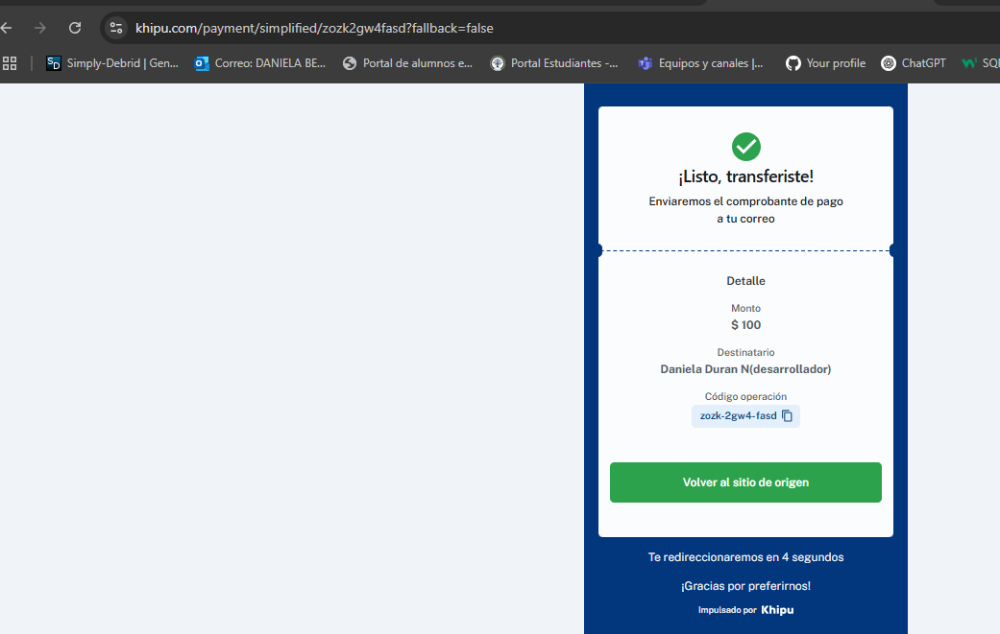 khipu.com/payment/simplified/zozk2gw4fasd?fallback=false
Simply-Debrid | Gen... Correo: DANIELA BE... Portal de alumnos e... Portal Estudiantes -... Equipos y canales |... Your profile ChatGPT
¡Listo, transferiste!
Enviaremos el comprobante de pago
a tu correo
Detalle
Monto
$ 100
Destinatario
Daniela Duran N(desarrollador)
Código operación
zozk-2gw4-fasd
Volver al sitio de origen
Te redireccionaremos en 4 segundos
¡Gracias por preferirnos!
Impulsado por Khipu